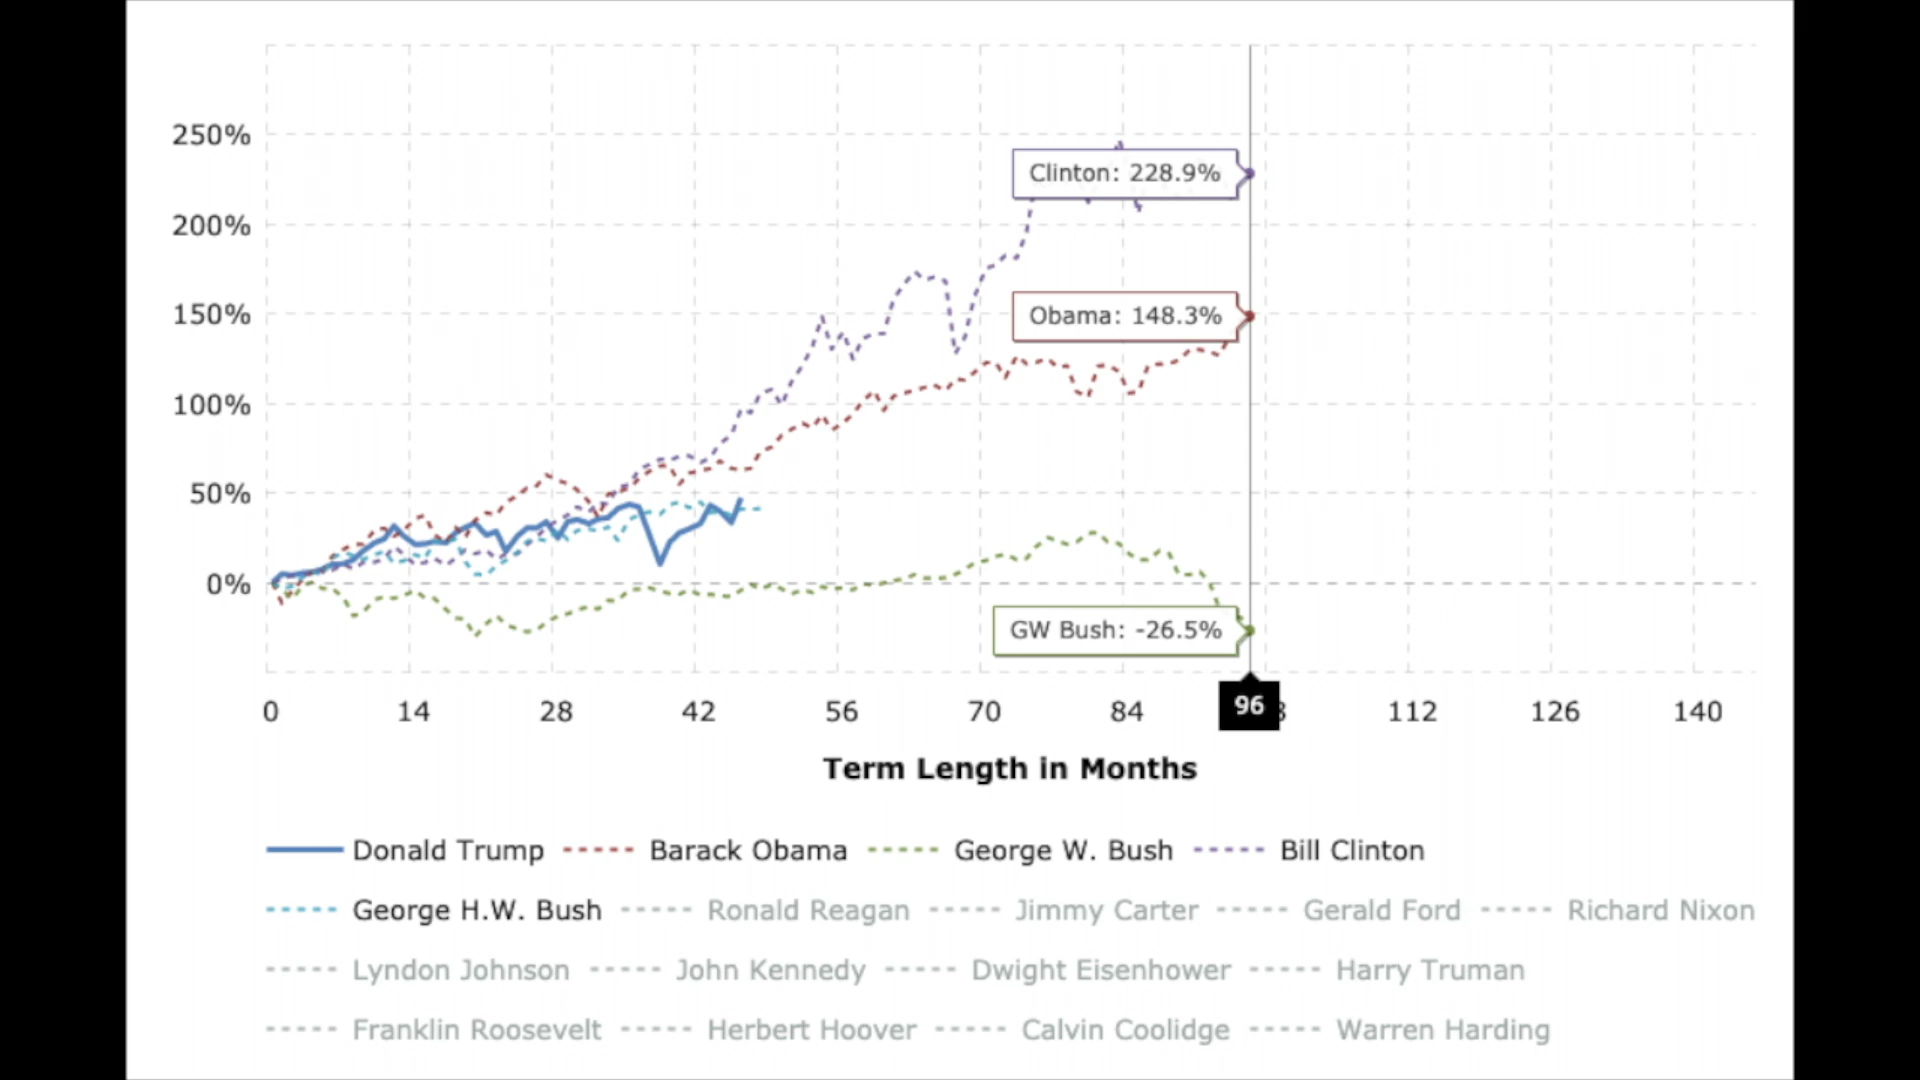 250%
Clinton: 228.9%
200%
150%
Obama: 148.3%
100%
50%
0%
GW Bush: -26.5%
0 14 28 42 56 70 84 96 8 112 126 140
Term Length in Months
Donald Trump Barack Obama George W. Bush Bill Clinton
George H.W. Bush Ronald Reagan Jimmy Carter Gerald Ford Richard Nixon
Lyndon Johnson John Kennedy Dwight Eisenhower Harry Truman
Franklin Roosevelt Herbert Hoover Calvin Coolidge Warren Harding